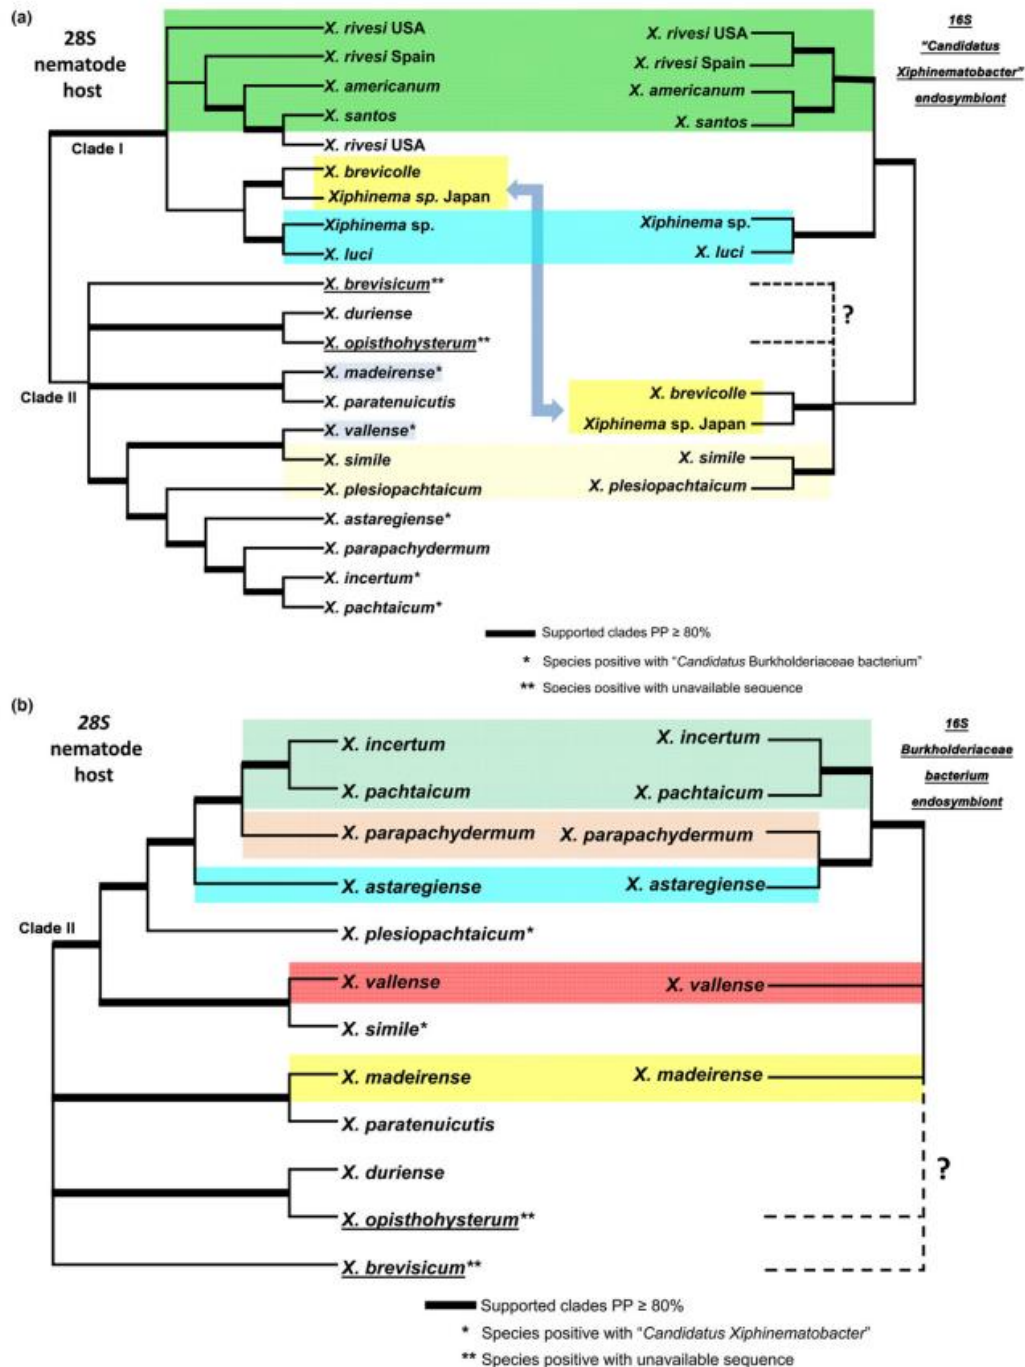 (a)
28S
nematode
host
X. rivesi USA
X. rivesi Spain
X. americanum
X. santos
X. rivesi USA
X. brevicolle
Xiphinema sp. Japan
Xiphinema sp.
X. luci
X. brevisicum**
X. duriense
X. opisthohysterum**
X. madeirense*
X. paratenuicutis
X. vallense*
X. simile
X. plesiopachtaicum
X. astaregiense*
X. parapachydermum
X. incertum*
X. pachtaicum*
Clade I
Clade II
X. rivesi USA
X. rivesi Spain
X. americanum
X. santos
Xiphinema sp.
X. luci
?
X. brevicolle
Xiphinema sp. Japan
X. simile
X. plesiopachtaicum
16S
"Candidatus
Xiphinematobacter"
endosymbiont
Supported clades PP ≥ 80%
* Species positive with "Candidatus Burkholderiaceae bacterium"
** Species positive with unavailable sequence
(b)
28S
nematode
host
X. incertum
X. pachtaicum
X. parapachydermum
X. astaregiense
X. plesiopachtaicum*
X. vallense
X. simile*
X. madeirense
X. paratenuicutis
X. duriense
X. opisthohysterum**
X. brevisicum**
Clade II
X. incertum
X. pachtaicum
X. parapachydermum
X. astaregiense
X. vallense
X. madeirense
?
16S
Burkholderiaceae
bacterium
endosymbiont
Supported clades PP ≥ 80%
* Species positive with "Candidatus Xiphinematobacter"
** Species positive with unavailable sequence